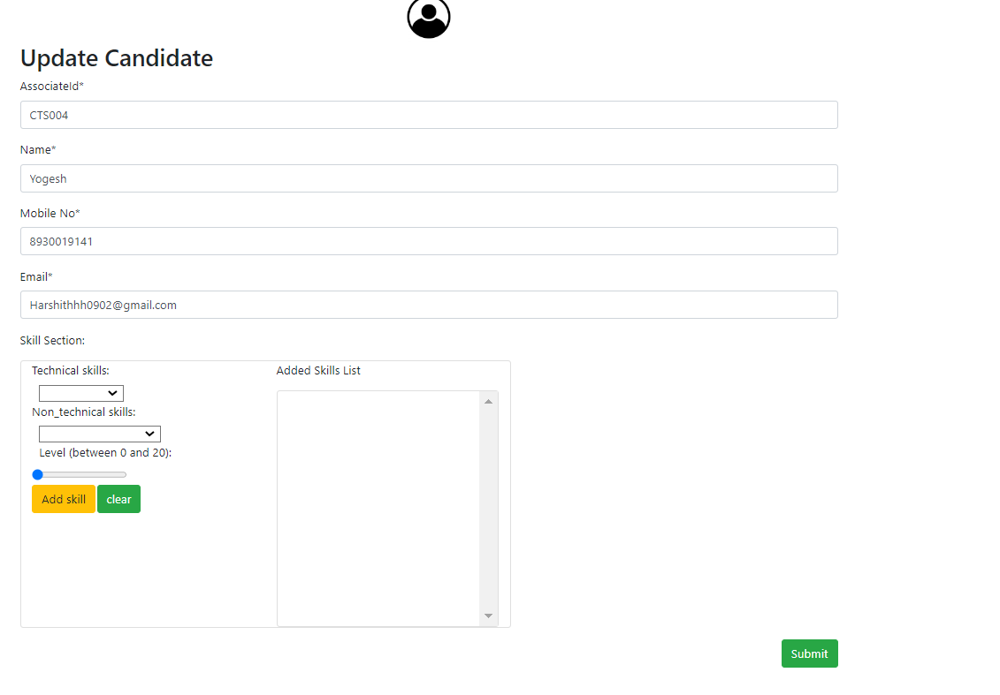 Update Candidate
AssociateId*
CTS004
Name*
Yogesh
Mobile No*
8930019141
Email*
Harshithhh0902@gmail.com
Skill Section:
Technical skills:
Added Skills List
Non_technical skills:
Level (between 0 and 20):
Add skill clear
Submit